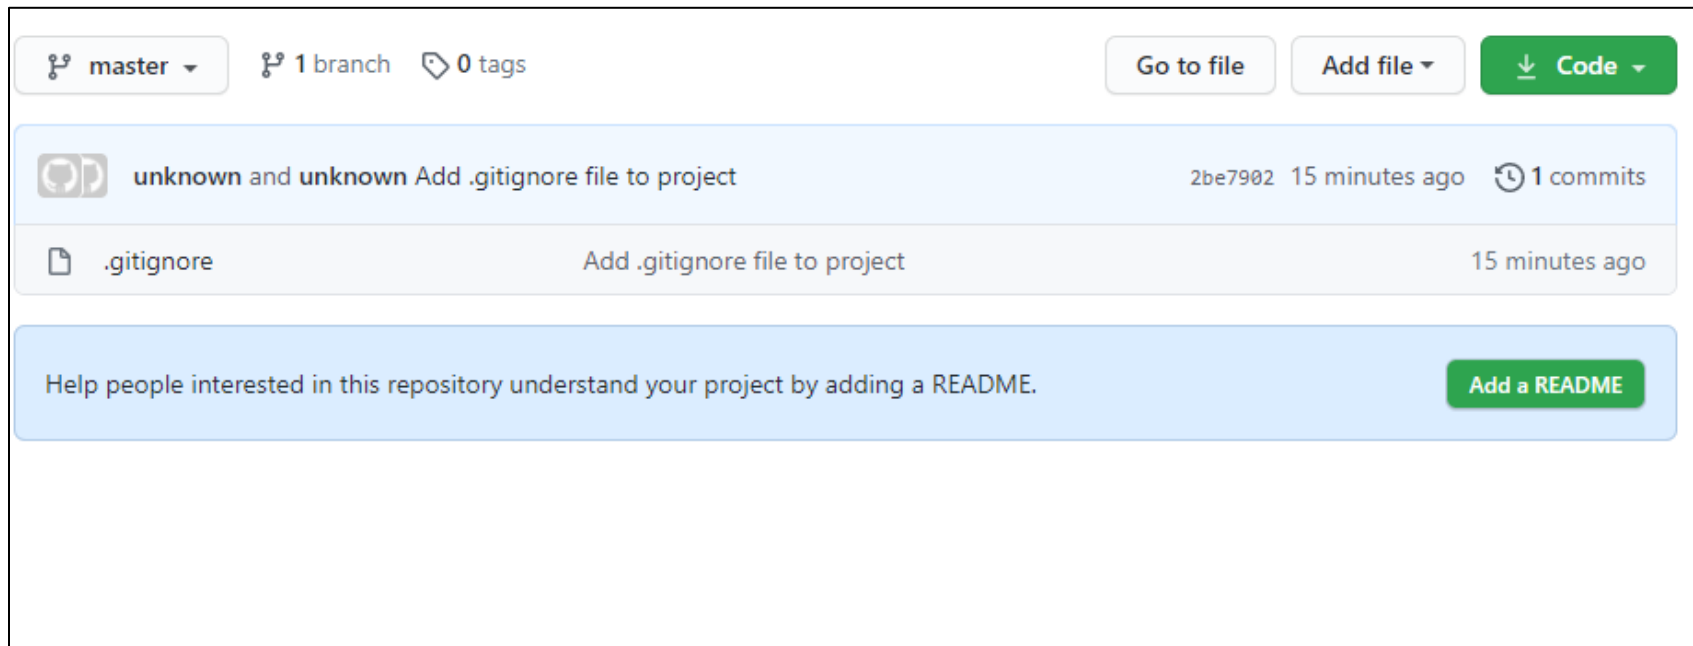 master 1 branch 0 tags Go to file Add file Code
unknown and unknown Add .gitignore file to project 2be7902 15 minutes ago 1 commits
.gitignore Add .gitignore file to project 15 minutes ago
Help people interested in this repository understand your project by adding a README. Add a README